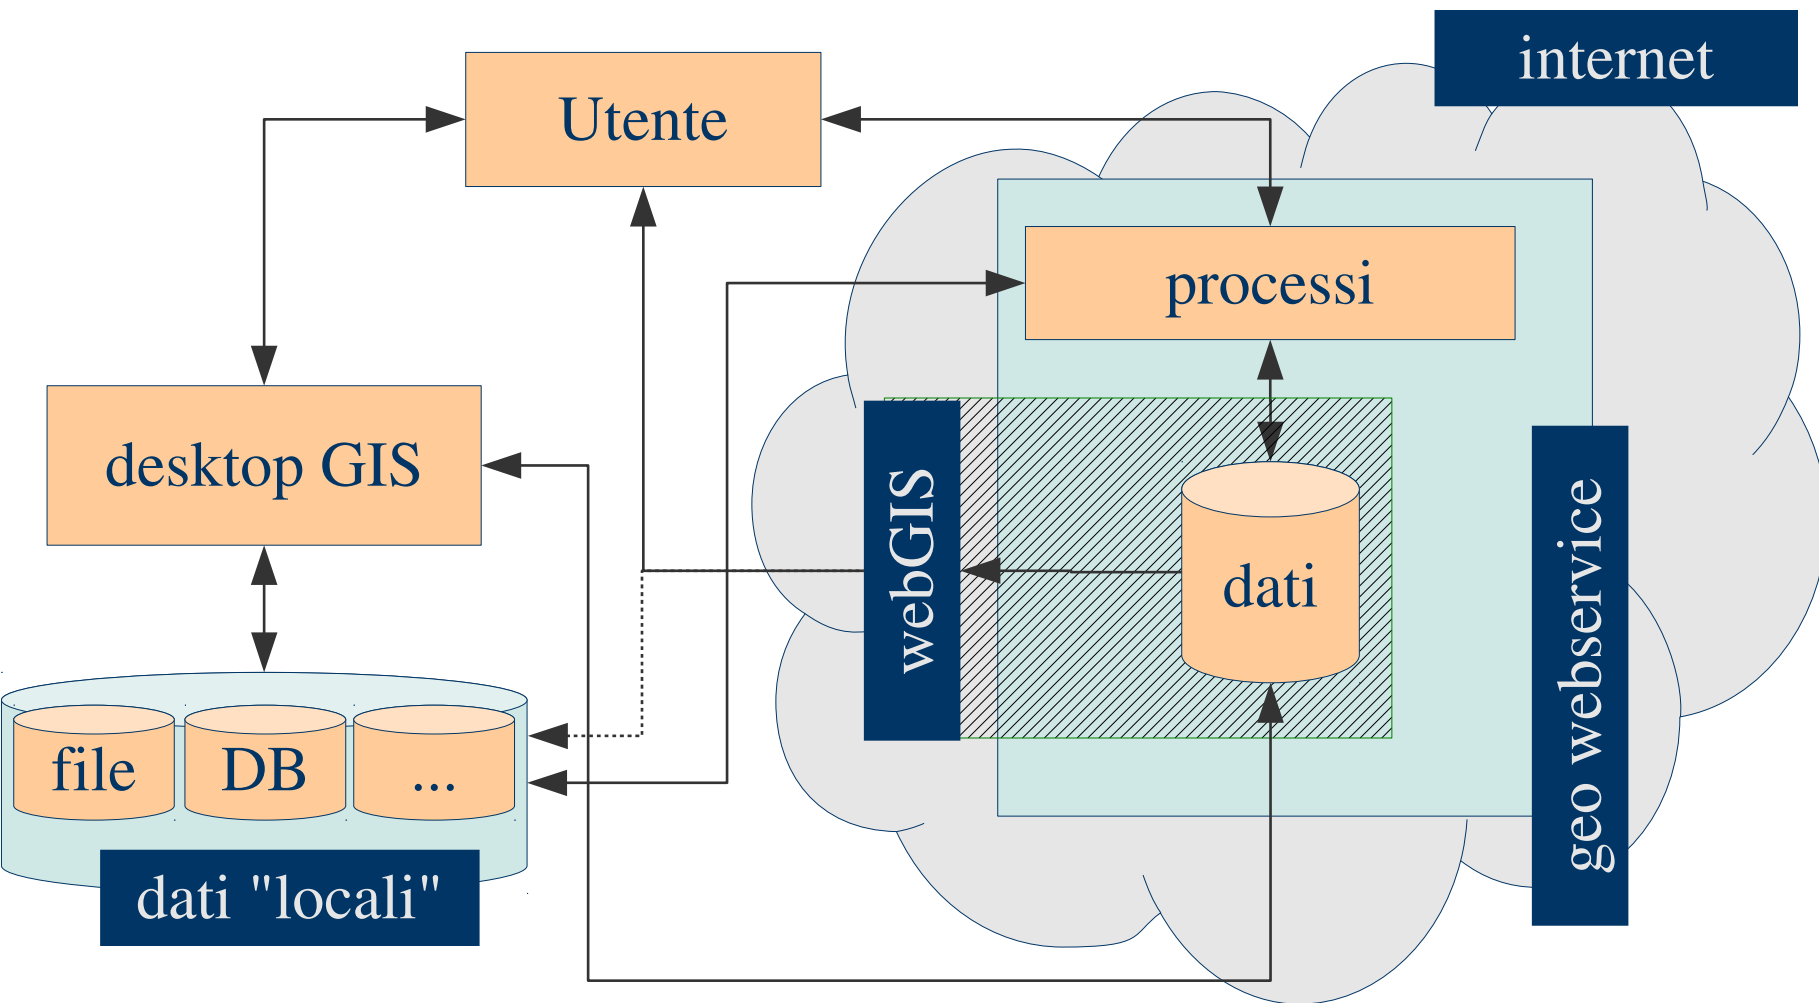 internet
Utente
processi
desktop GIS
webGIS
dati
geo webservice
file
DB
...
dati "locali"